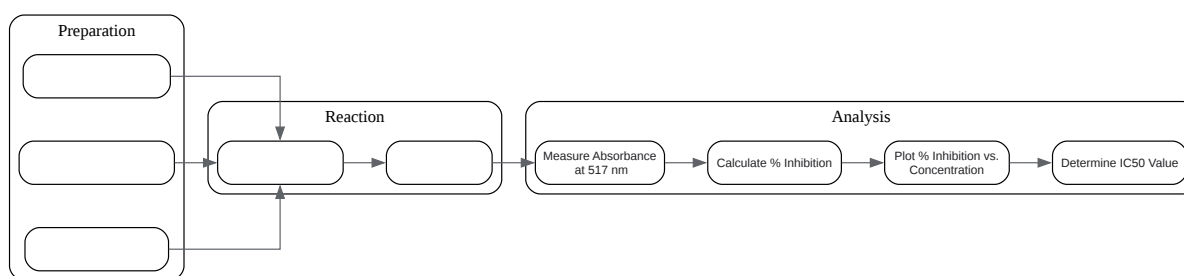 Preparation
Reaction
Analysis
Measure Absorbance
at 517 nm
Calculate % Inhibition
Plot % Inhibition vs.
Concentration
Determine IC50 Value